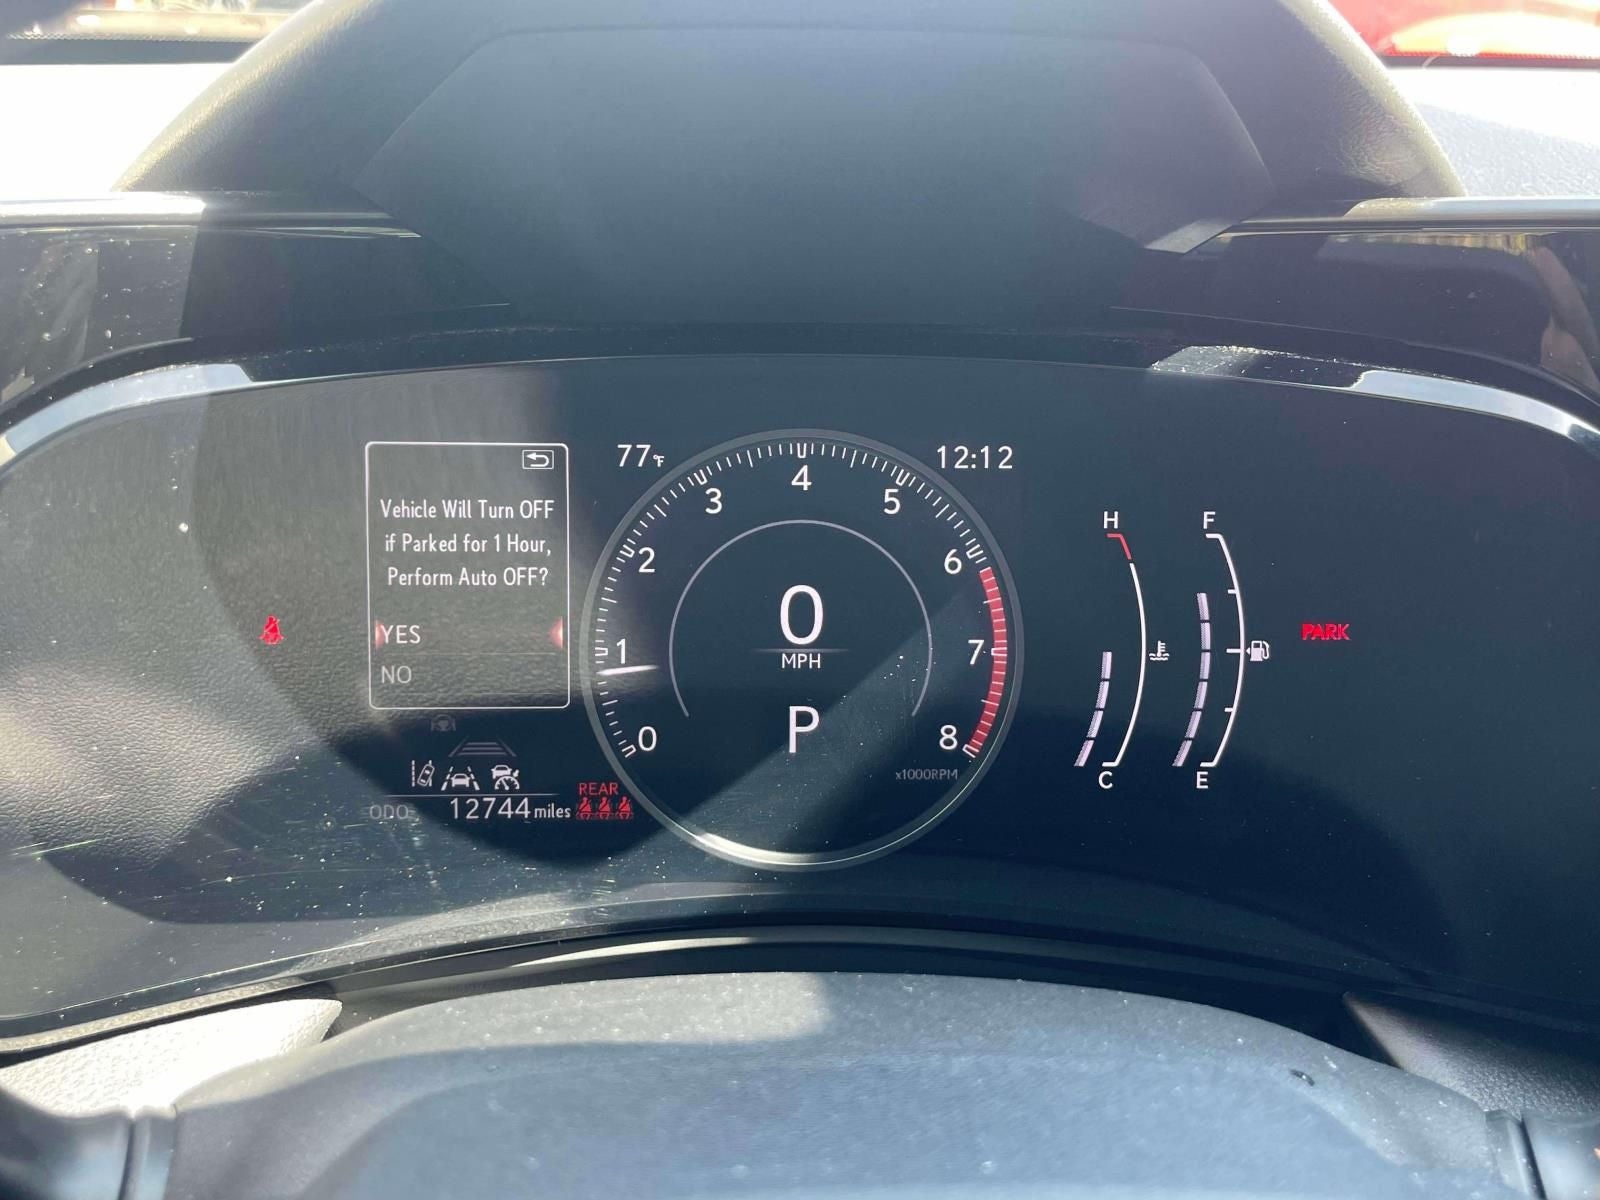 Vehicle Will Turn OFF
if Parked for 1 Hour,
Perform Auto OFF?
YES
NO
ODO 12744 miles
REAR
77°F
12:12
0
1
2
3
4
5
6
7
8
x1000RPM
0
MPH
P
H
C
F
E
PARK